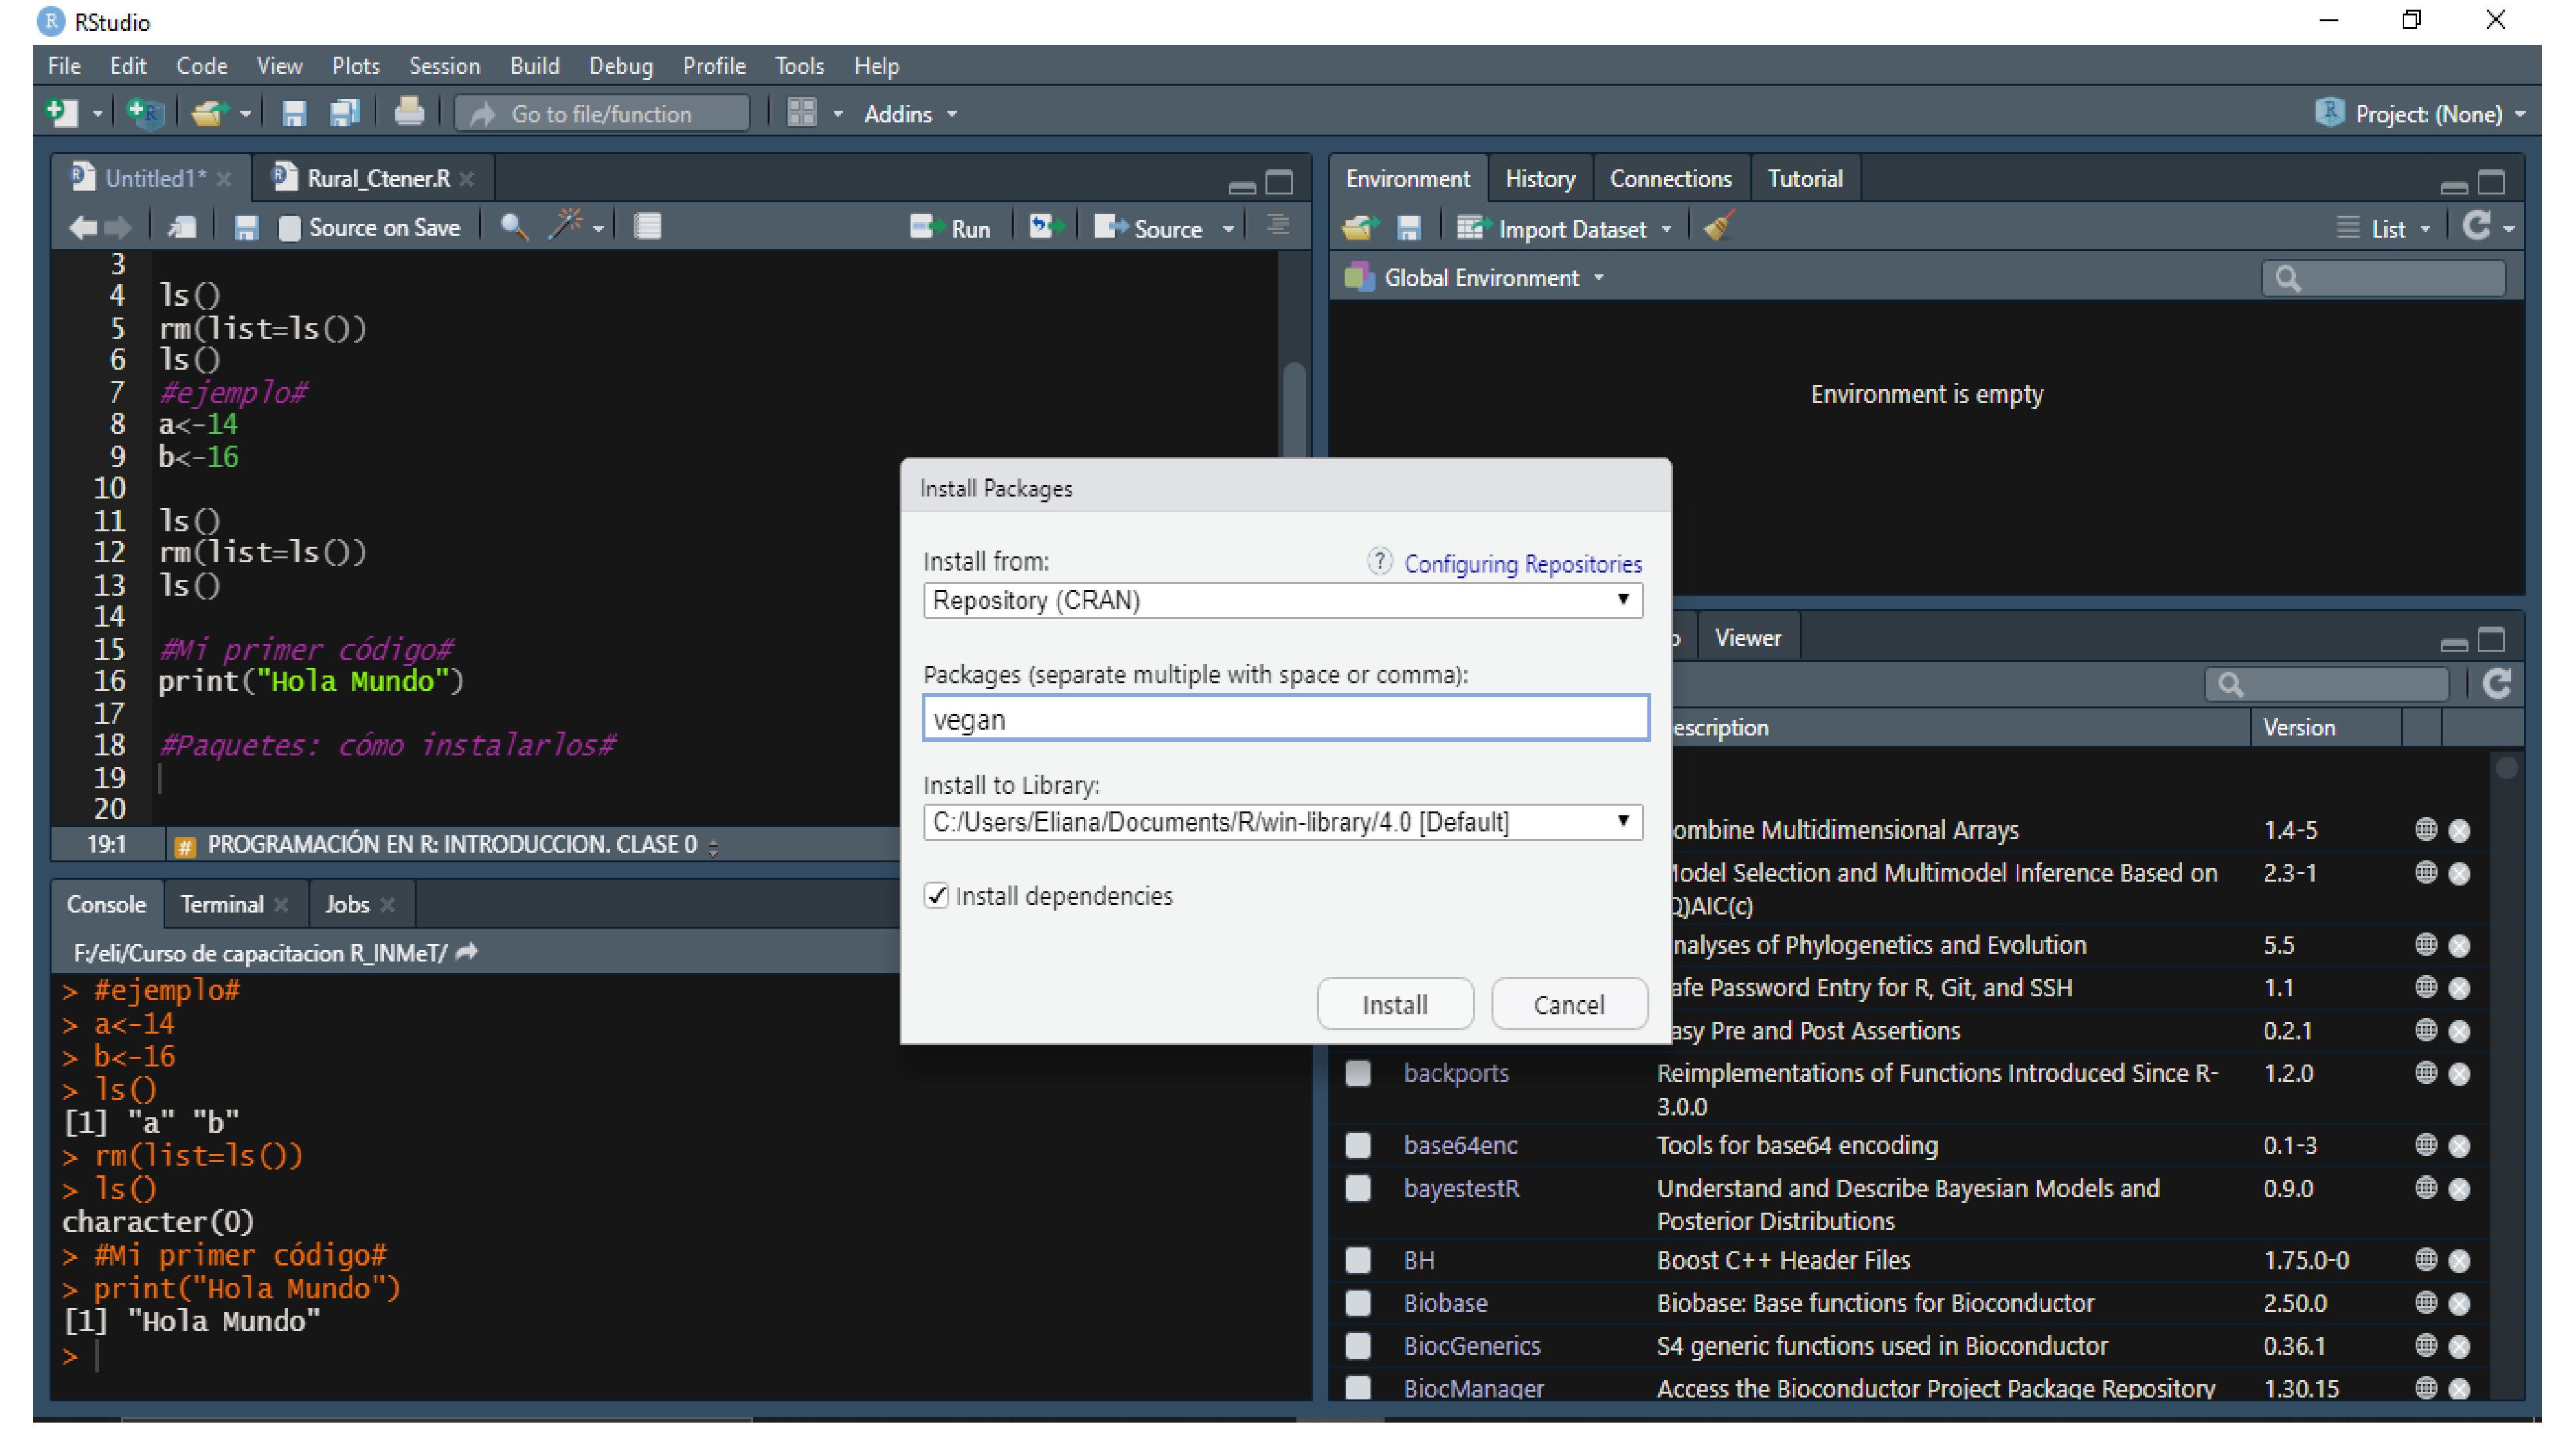 RStudio
File Edit Code View Plots Session Build Debug Profile Tools Help
Go to file/function Addins Project: (None)
Untitled1* Rural_Ctener.R
Source on Save Run Source
3
4 ls()
5 rm(list=ls())
6 ls()
7 #ejemplo#
8 a<-14
9 b<-16
10
11 ls()
12 rm(list=ls())
13 ls()
14
15 #Mi primer código#
16 print("Hola Mundo")
17
18 #Paquetes: cómo instalarlos#
19
20
19:1 # PROGRAMACIÓN EN R: INTRODUCCION. CLASE 0
Console Terminal Jobs
F:/eli/Curso de capacitacion R_INMeT/
> #ejemplo#
> a<-14
> b<-16
> ls()
[1] "a" "b"
> rm(list=ls())
> ls()
character(0)
> #Mi primer código#
> print("Hola Mundo")
[1] "Hola Mundo"
>
Environment History Connections Tutorial
Import Dataset List
Global Environment
Environment is empty
Install Packages
Install from: ? Configuring Repositories
Repository (CRAN)
Packages (separate multiple with space or comma):
vegan
Install to Library:
C:/Users/Eliana/Documents/R/win-library/4.0 [Default]
Install dependencies
Install Cancel
Viewer
escription Version
ombine Multidimensional Arrays 1.4-5
Model Selection and Multimodel Inference Based on 2.3-1
Q)AIC(c)
nalyses of Phylogenetics and Evolution 5.5
afe Password Entry for R, Git, and SSH 1.1
asy Pre and Post Assertions 0.2.1
backports Reimplementations of Functions Introduced Since R- 1.2.0
3.0.0
base64enc Tools for base64 encoding 0.1-3
bayestestR Understand and Describe Bayesian Models and 0.9.0
Posterior Distributions
BH Boost C++ Header Files 1.75.0-0
Biobase Biobase: Base functions for Bioconductor 2.50.0
BiocGenerics S4 generic functions used in Bioconductor 0.36.1
BiocManager Access the Bioconductor Project Package Repository 1.30.15